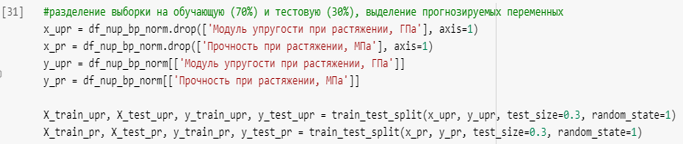 [31] #разделение выборки на обучающую (70%) и тестовую (30%), выделение прогнозируемых переменных
x_upr = df_nup_bp_norm.drop(['Модуль упругости при растяжении, ГПа'], axis=1)
x_pr = df_nup_bp_norm.drop(['Прочность при растяжении, МПа'], axis=1)
y_upr = df_nup_bp_norm[['Модуль упругости при растяжении, ГПа']]
y_pr = df_nup_bp_norm[['Прочность при растяжении, МПа']]
X_train_upr, X_test_upr, y_train_upr, y_test_upr = train_test_split(x_upr, y_upr, test_size=0.3, random_state=1)
X_train_pr, X_test_pr, y_train_pr, y_test_pr = train_test_split(x_pr, y_pr, test_size=0.3, random_state=1)